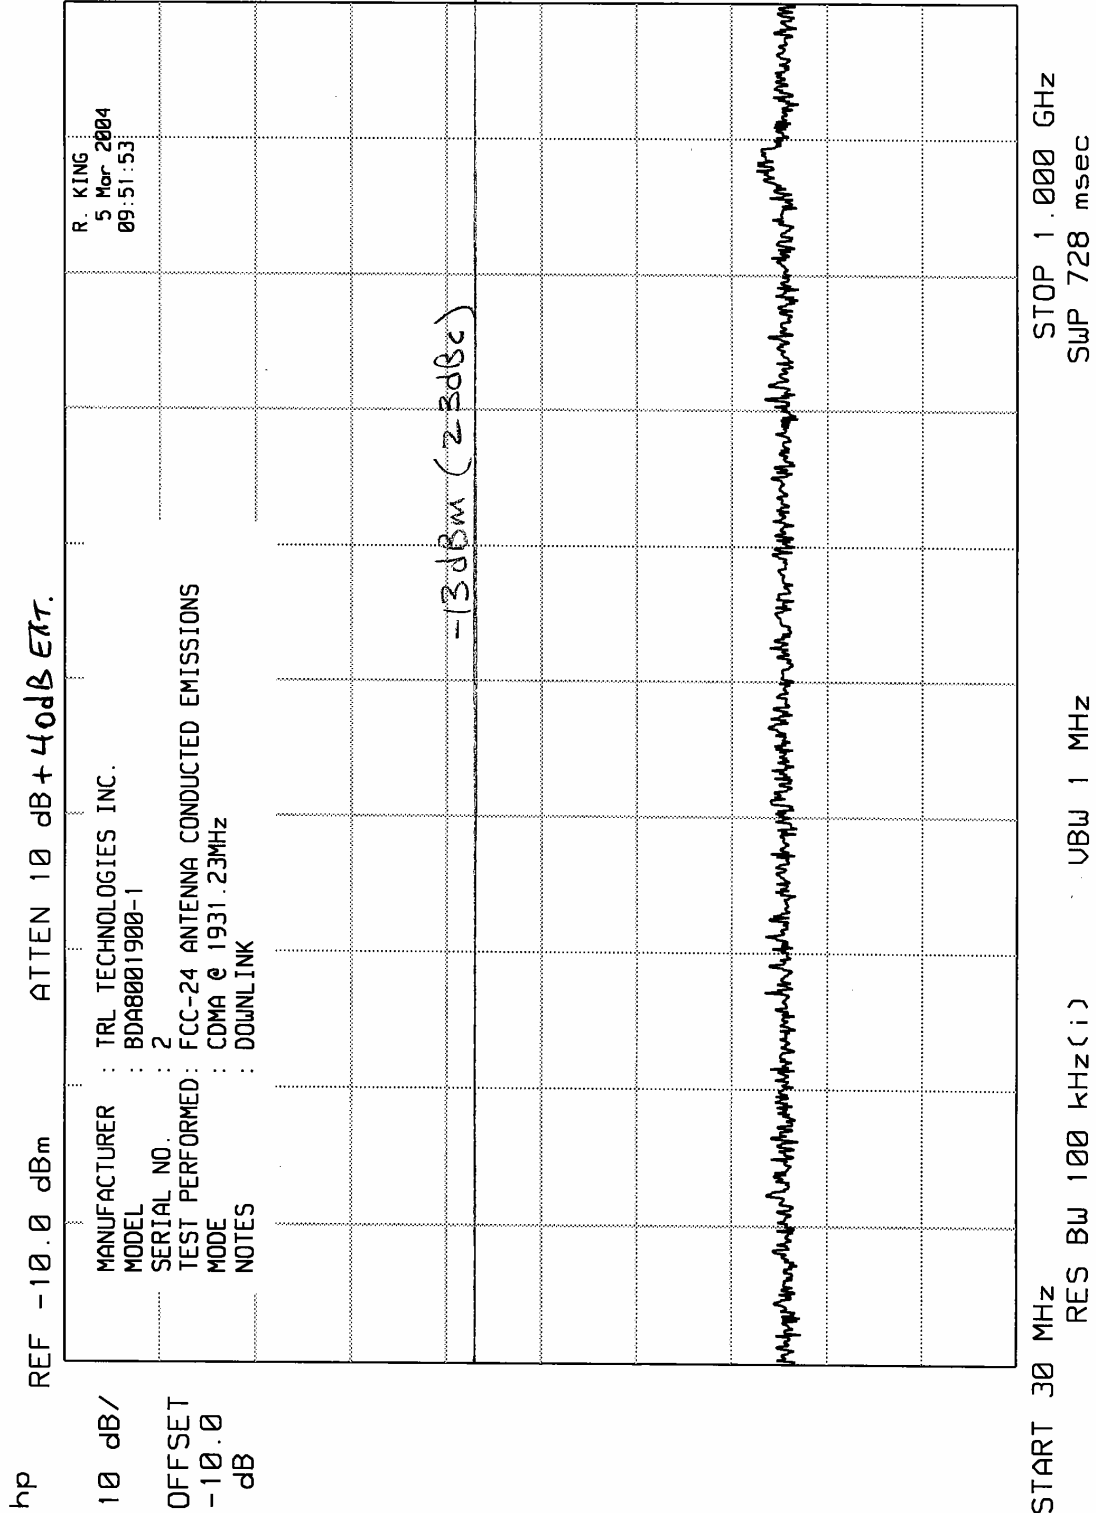 hp
REF -10.0 dBm ATTEN 10 dB + 40dB EXT.
10 dB/
OFFSET
-10.0
dB
R. KING
5 Mar 2004
09:51:53
MANUFACTURER : TRL TECHNOLOGIES INC.
MODEL : BDA8001900-1
SERIAL NO. : 2
TEST PERFORMED: FCC-24 ANTENNA CONDUCTED EMISSIONS
MODE : CDMA @ 1931.23MHz
NOTES : DOWNLINK
-13 dBm (23dBc)
START 30 MHz STOP 1.000 GHz
RES BW 100 kHz(i) VBW 1 MHz SWP 728 msec